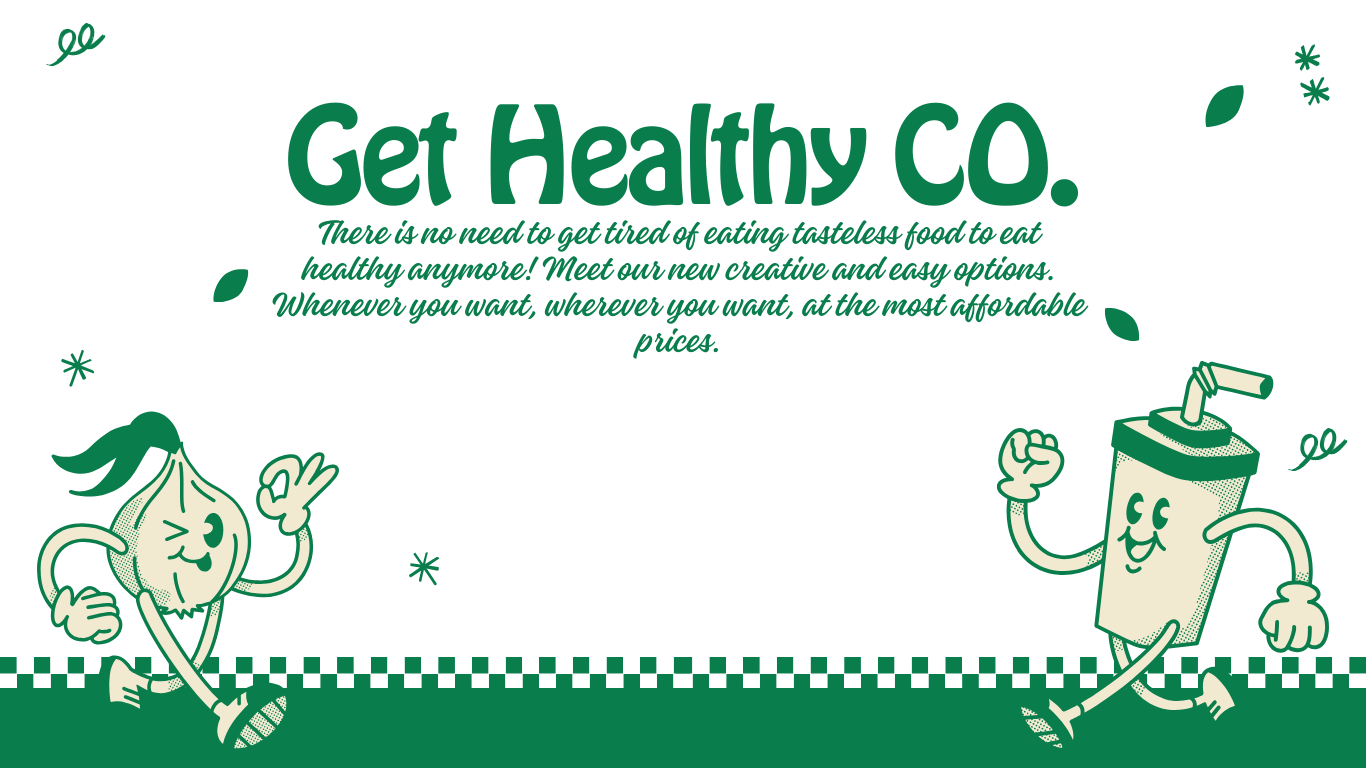 Get Healthy CO.
There is no need to get tired of eating tasteless food to eat
healthy anymore! Meet our new creative and easy options.
Whenever you want, wherever you want, at the most affordable
prices.